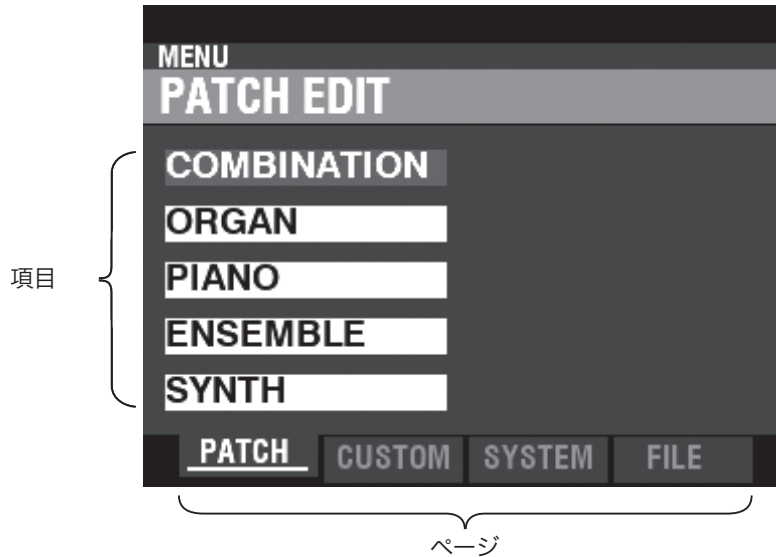 MENU
PATCH EDIT
COMBINATION
ORGAN
項目
PIANO
ENSEMBLE
SYNTH
PATCH CUSTOM SYSTEM FILE
ページ